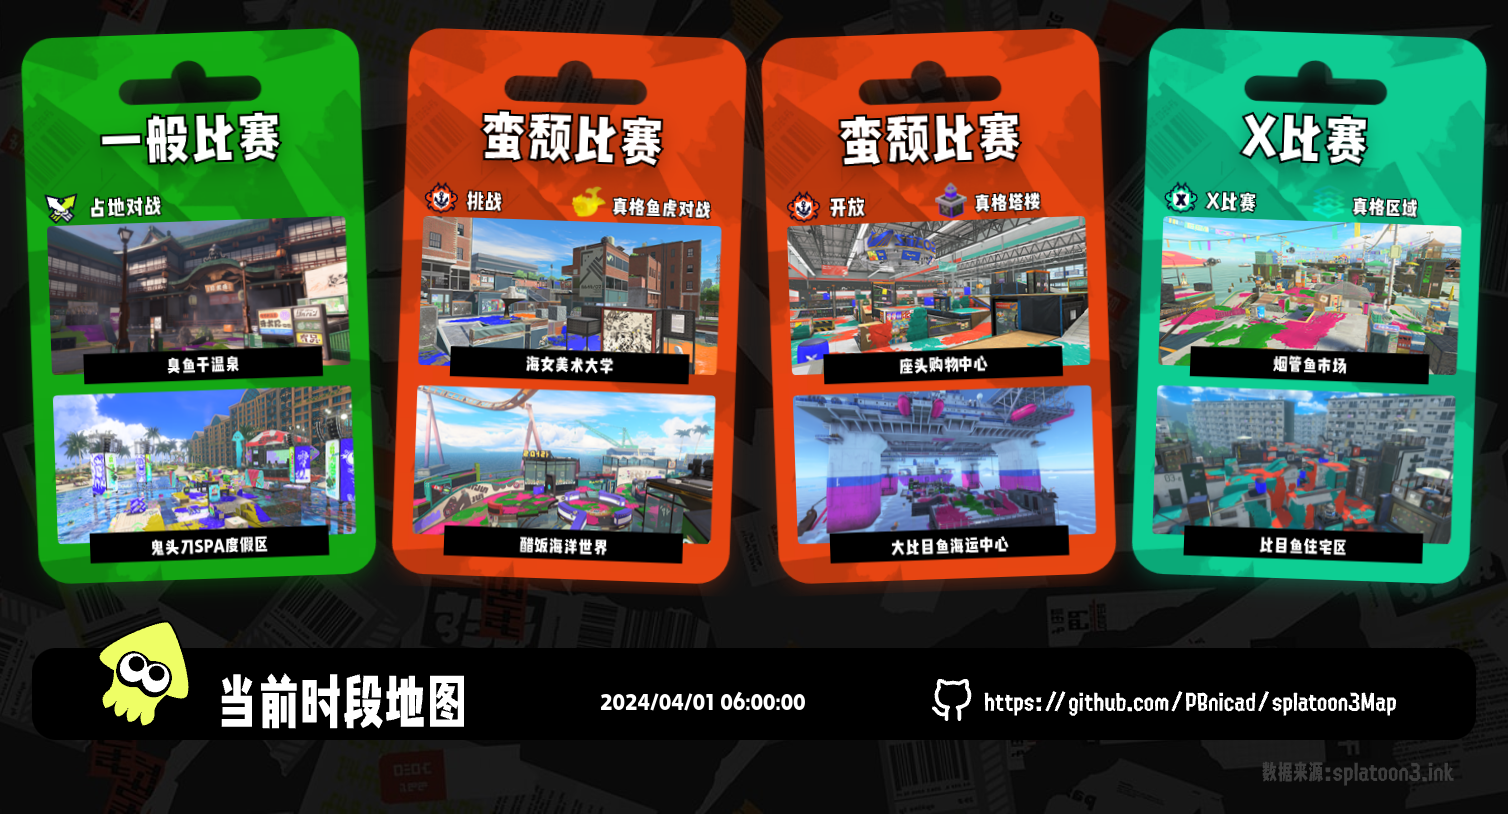 一般比赛
占地对战
臭鱼干温泉
鬼头刀SPA度假区
蛮颓比赛
挑战
真格鱼虎对战
海女美术大学
醋饭海洋世界
蛮颓比赛
开放
真格塔楼
座头购物中心
大比目鱼海运中心
X比赛
X比赛
真格区域
烟管鱼市场
比目鱼住宅区
当前时段地图
2024/04/01 06:00:00
https://github.com/PBnicad/splatoon3Map
数据来源:splatoon3.ink